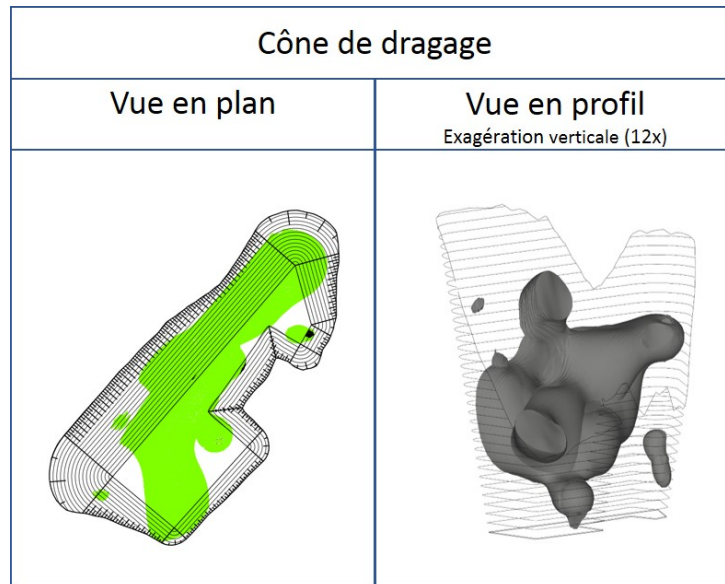 Cône de dragage
Vue en plan
Vue en profil
Exagération verticale (12x)